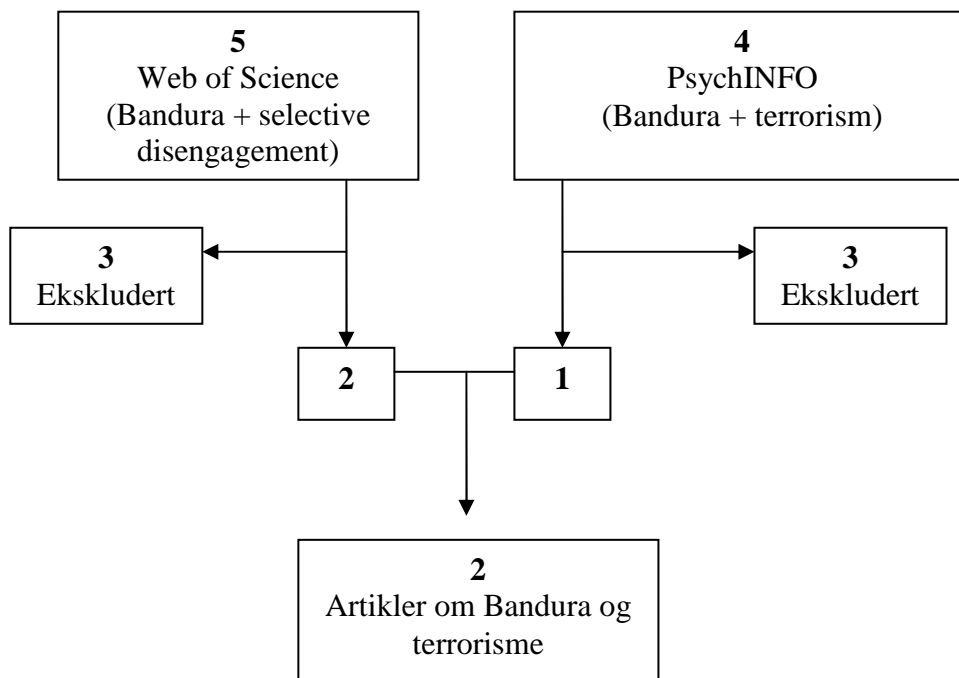 5
Web of Science
(Bandura + selective
disengagement)
4
PsychINFO
(Bandura + terrorism)
3
Ekskludert
3
Ekskludert
2
1
2
Artikler om Bandura og
terrorisme